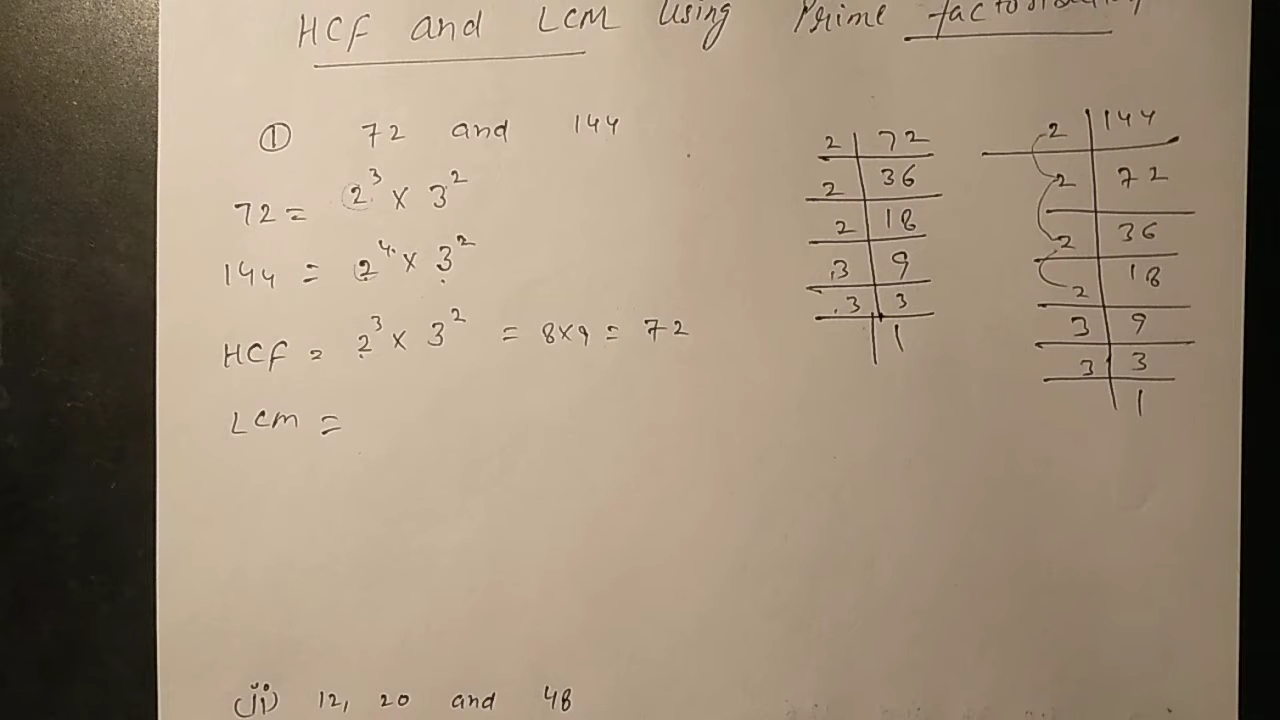 HCF and LCM Using Prime
① 72 and 144
72 = 2³ × 3²
144 = 2⁴ × 3²
HCF = 2³ × 3² = 8×9 = 72
LCM =
2 | 72
2 | 36
2 | 18
3 | 9
3 | 3
1
2 | 144
2 | 72
2 | 36
2 | 18
3 | 9
3 | 3
1
(ii) 12, 20 and 48